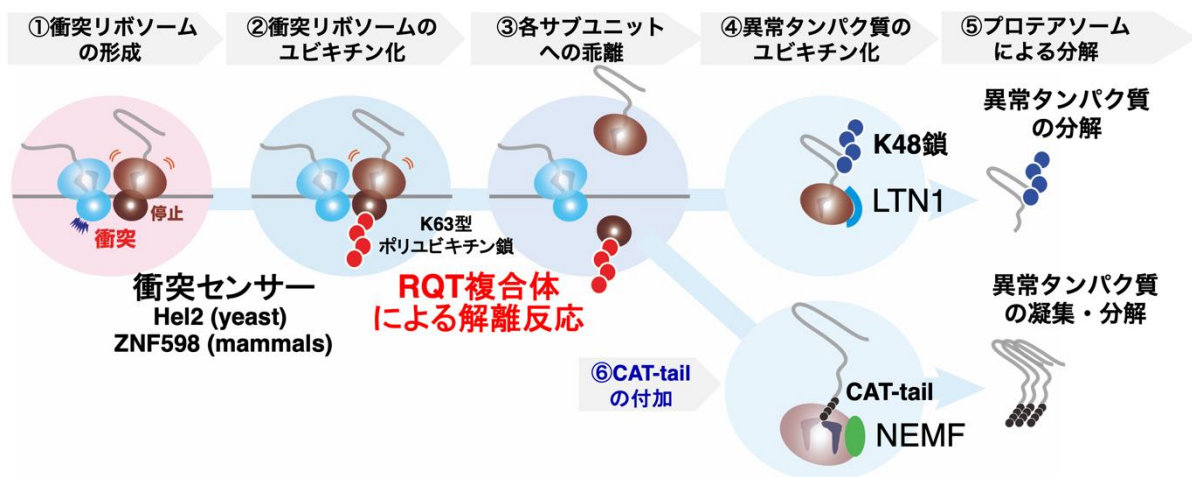 ①衝突リボソーム
の形成
②衝突リボソームの
ユビキチン化
③各サブユニット
への乖離
④異常タンパク質の
ユビキチン化
⑤プロテアソーム
による分解
停止
衝突
K63型
ポリユビキチン鎖
衝突センサー
Hel2 (yeast)
ZNF598 (mammals)
RQT複合体
による解離反応
K48鎖
LTN1
異常タンパク質
の分解
⑥CAT-tail
の付加
CAT-tail
NEMF
異常タンパク質
の凝集・分解